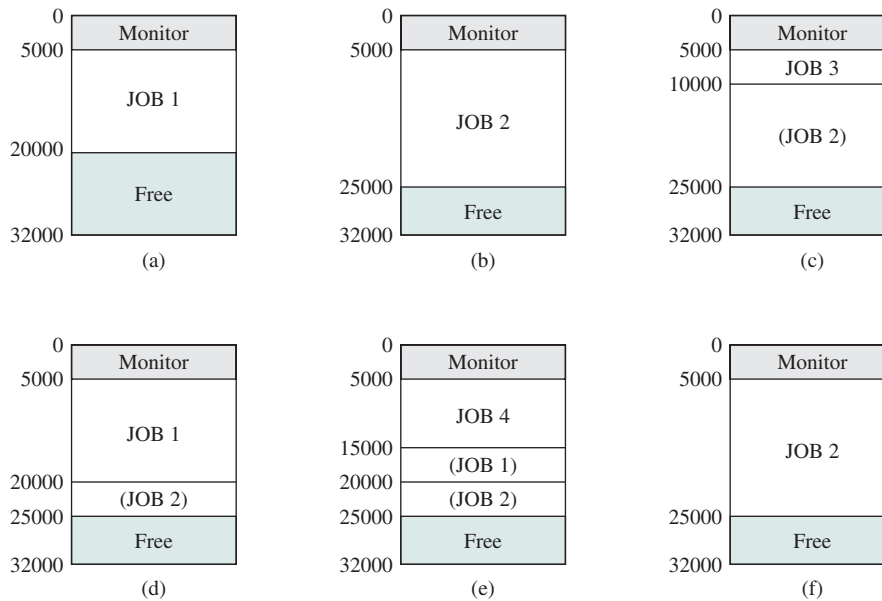 0
Monitor
5000
JOB 1
20000
Free
32000
(a)
0
Monitor
5000
JOB 2
25000
Free
32000
(b)
0
Monitor
5000
JOB 3
10000
(JOB 2)
25000
Free
32000
(c)
0
Monitor
5000
JOB 1
20000
(JOB 2)
25000
Free
32000
(d)
0
Monitor
5000
JOB 4
15000
(JOB 1)
20000
(JOB 2)
25000
Free
32000
(e)
0
Monitor
5000
JOB 2
25000
Free
32000
(f)